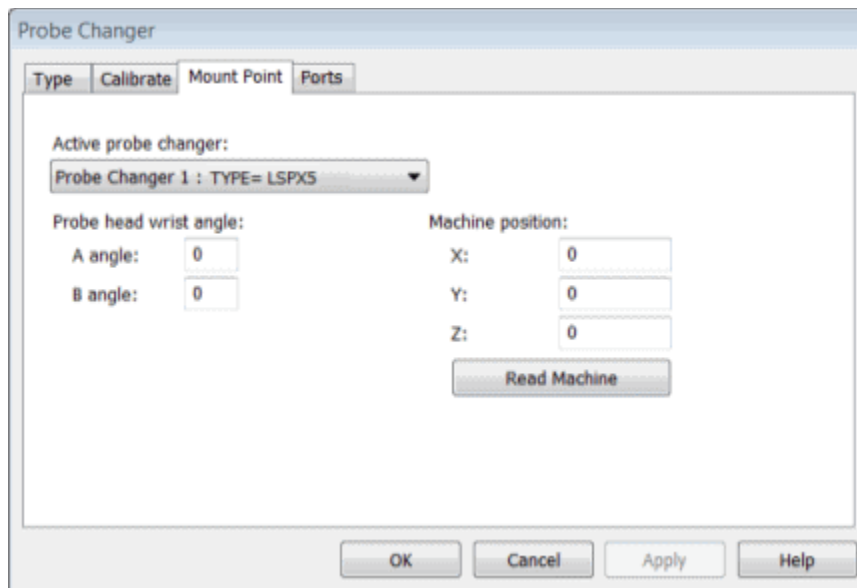 Probe Changer
Type Calibrate Mount Point Ports
Active probe changer:
Probe Changer 1 : TYPE= LSPX5
Probe head wrist angle: Machine position:
A angle: 0 X: 0
B angle: 0 Y: 0
Z: 0
Read Machine
OK Cancel Apply Help